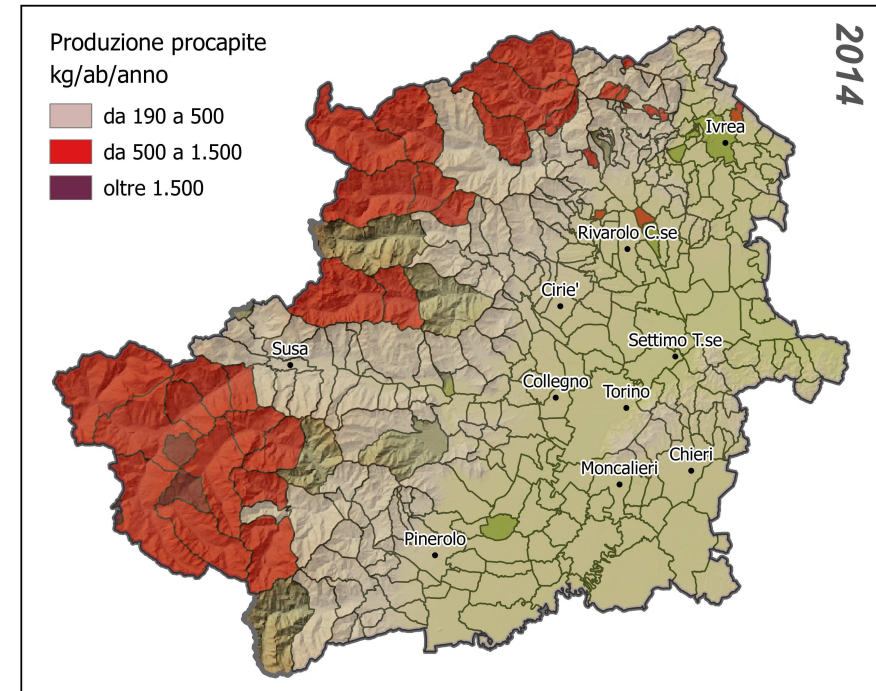 Produzione procapite
kg/ab/anno
da 190 a 500
da 500 a 1.500
oltre 1.500
2014
Ivrea
Rivarolo C.se
Cirie'
Settimo T.se
Susa
Collegno
Torino
Chieri
Moncalieri
Pinerolo